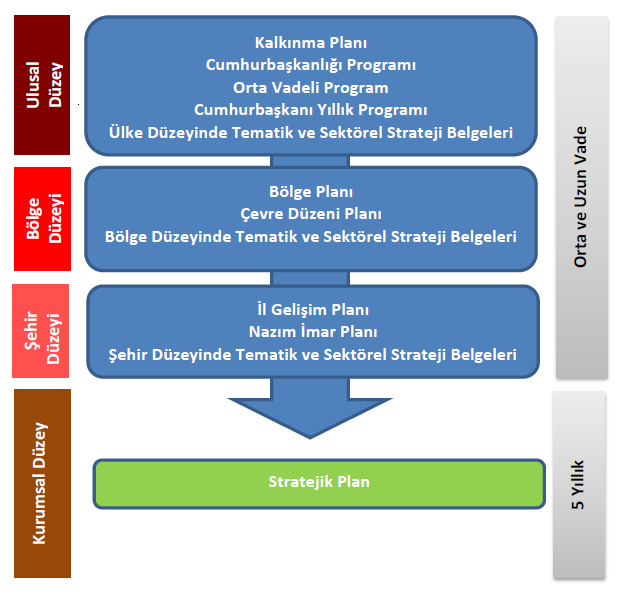 Ulusal
Düzey
Kalkınma Planı
Cumhurbaşkanlığı Programı
Orta Vadeli Program
Cumhurbaşkanı Yıllık Programı
Ülke Düzeyinde Tematik ve Sektörel Strateji Belgeleri
Bölge
Düzeyi
Bölge Planı
Çevre Düzeni Planı
Bölge Düzeyinde Tematik ve Sektörel Strateji Belgeleri
Şehir
Düzeyi
İl Gelişim Planı
Nazım İmar Planı
Şehir Düzeyinde Tematik ve Sektörel Strateji Belgeleri
Orta ve Uzun Vade
Kurumsal Düzey
Stratejik Plan
5 Yıllık